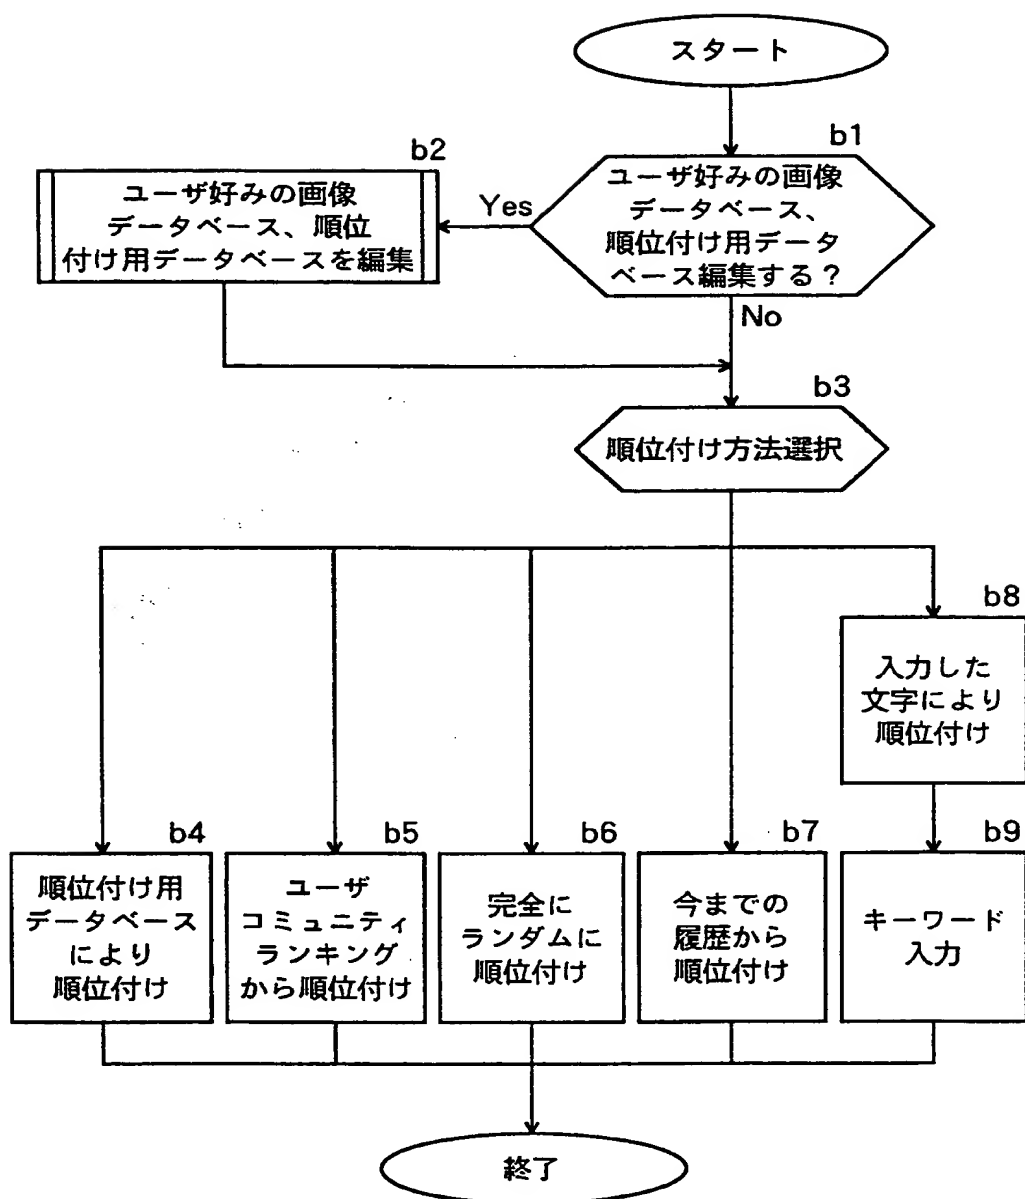 スタート
b1
ユーザ好みの画像
データベース、
順位付け用データ
ベース編集する？
Yes
No
b2
ユーザ好みの画像
データベース、順位
付け用データベースを編集
b3
順位付け方法選択
b8
入力した
文字により
順位付け
b4
順位付け用
データベース
により
順位付け
b5
ユーザ
コミュニティ
ランキング
から順位付け
b6
完全に
ランダムに
順位付け
b7
今までの
履歴から
順位付け
b9
キーワード
入力
終了